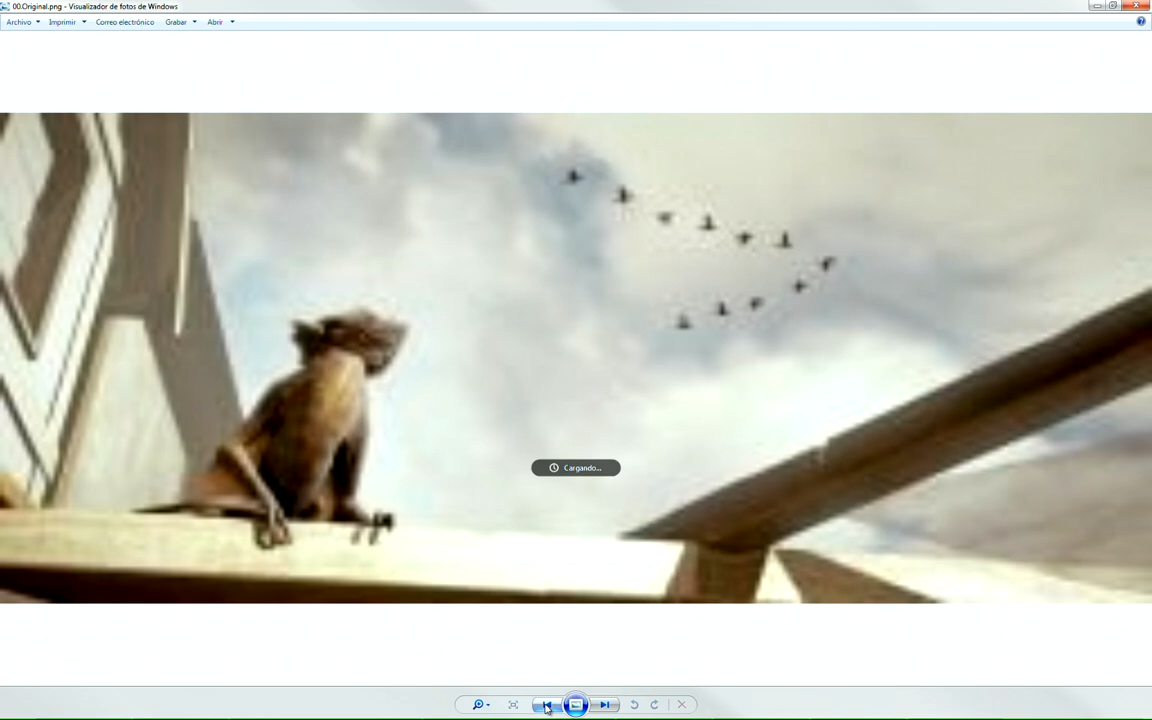 00.Original.png - Visualizador de fotos de Windows
Archivo Imprimir Correo electrónico Grabar Abrir
Cargando...